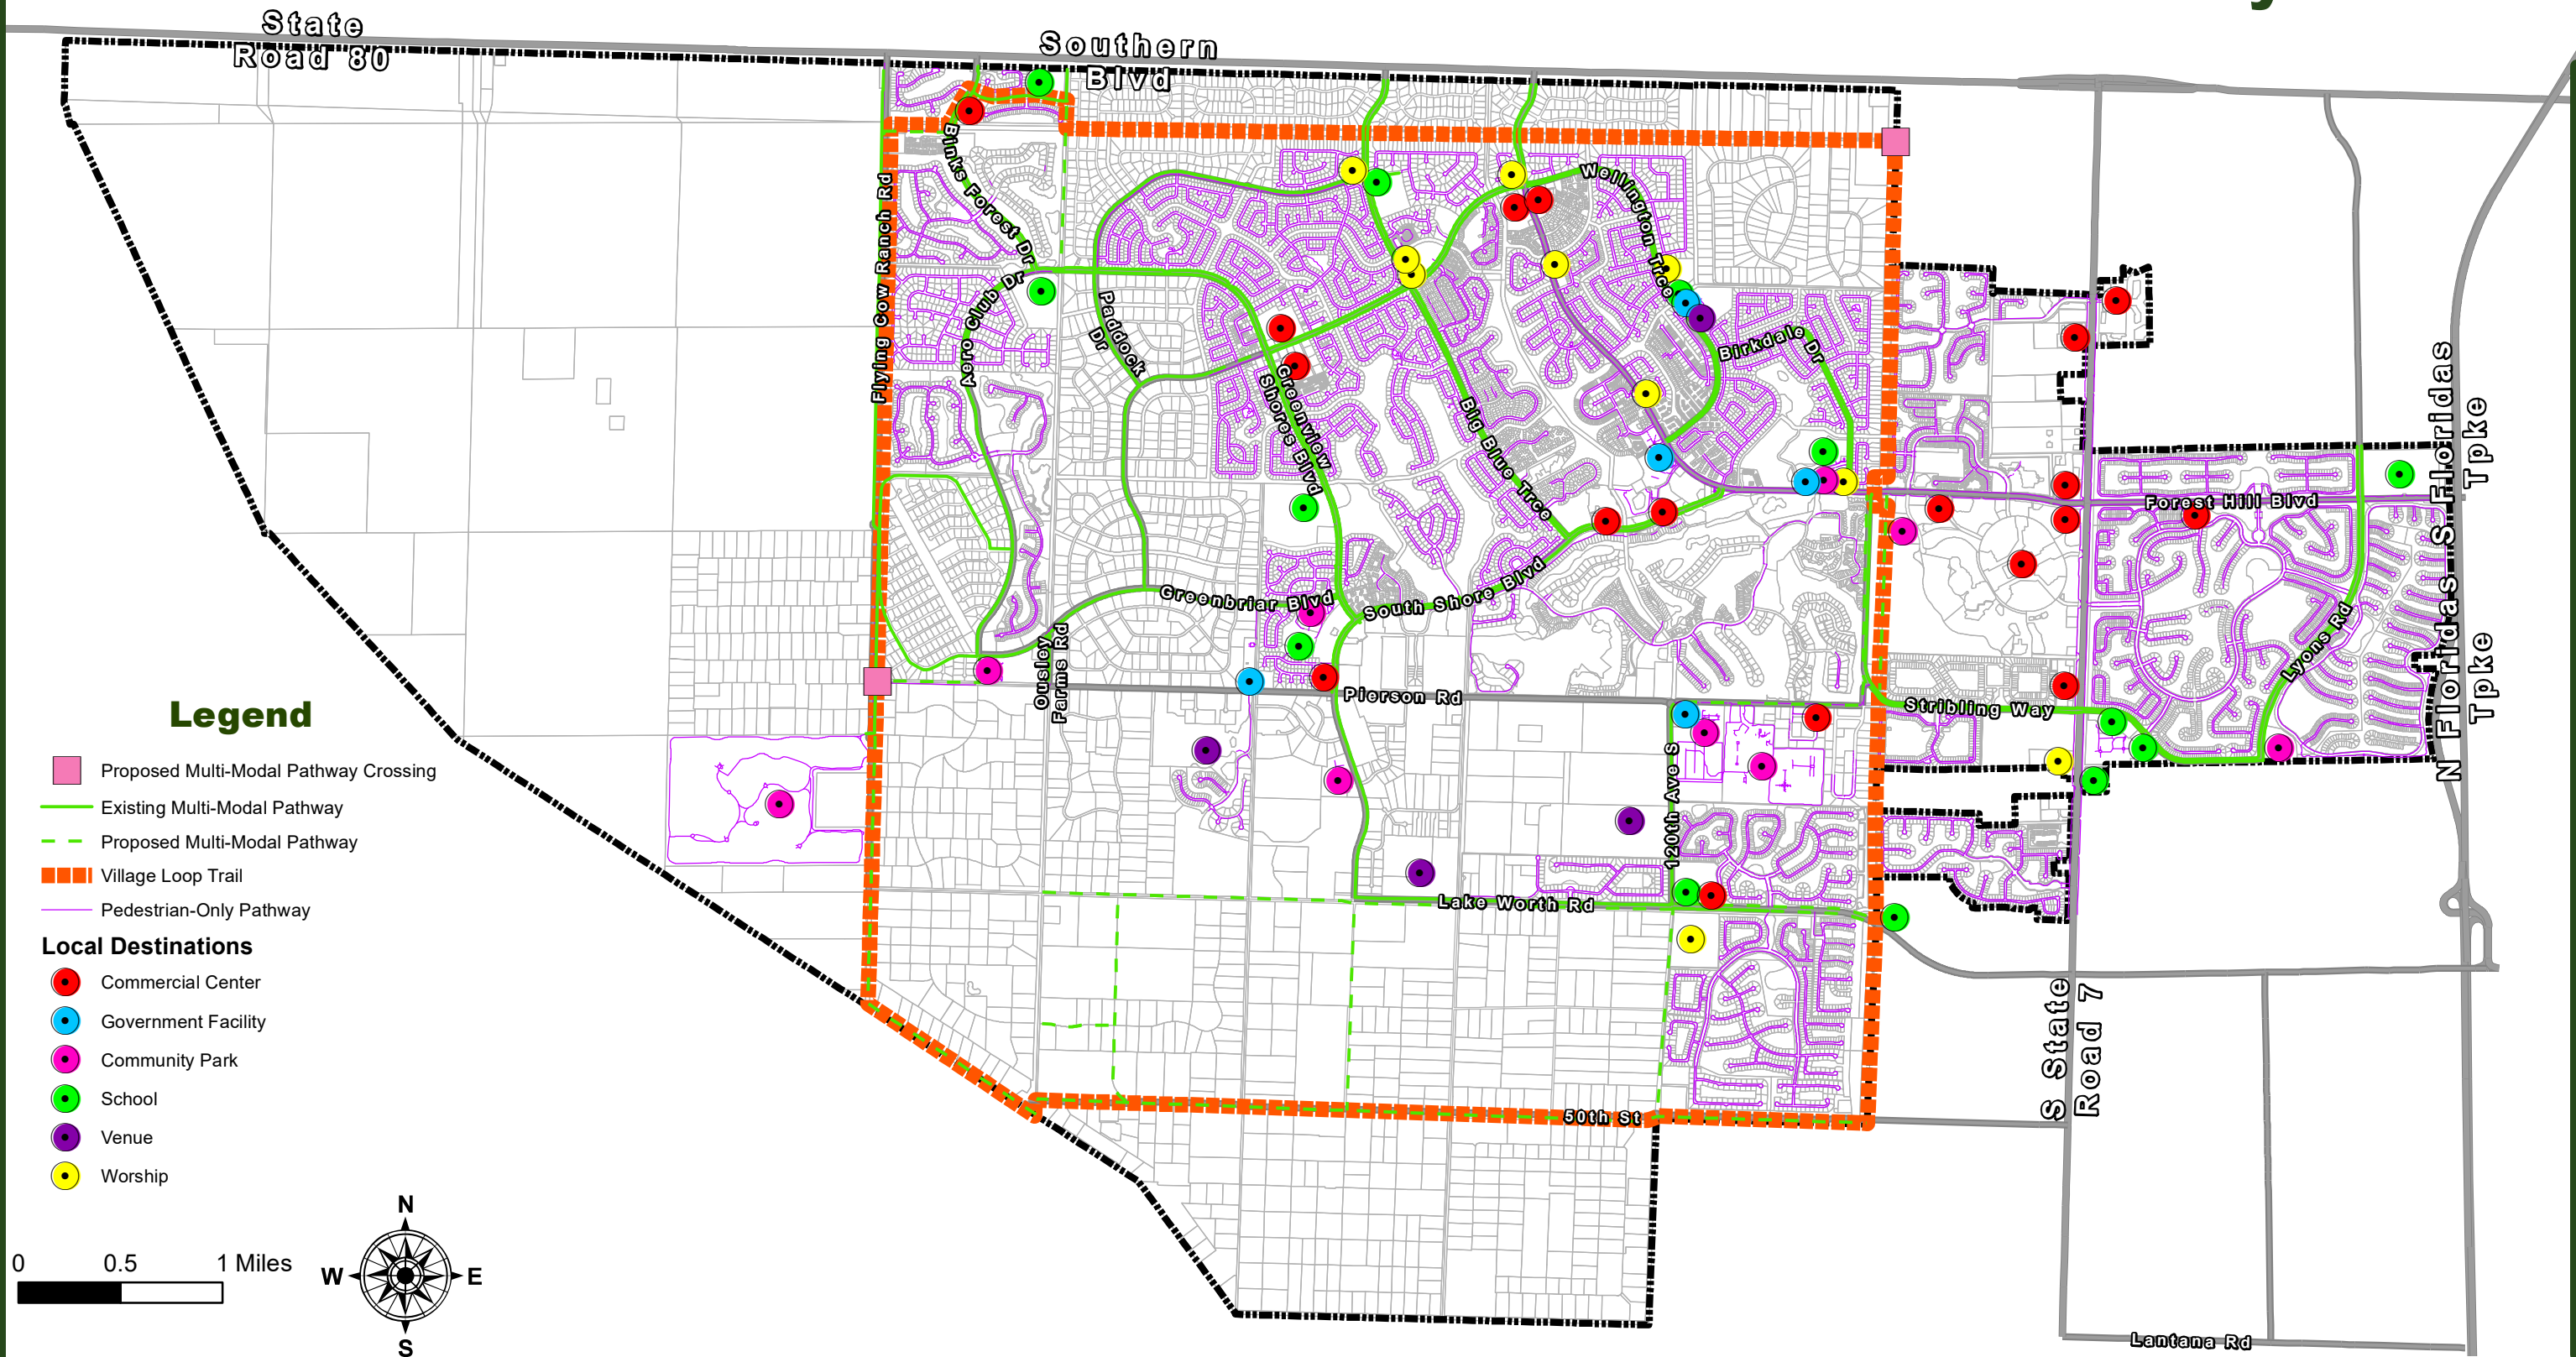 State
Road 80
Southern
Blvd
Binks Forest Dr
Wellington Trce
Flying Cow Ranch Rd
Aero Club Dr
Paddock
Dr
Birkdale Dr
Greenview
Shores Blvd
Big Blue Trce
N Floridas S Floridas
Tpke
Tpke
Forest Hill Blvd
Greenbriar Blvd
South Shore Blvd
Lyons Rd
Ousley
Farms Rd
Pierson Rd
Stribling Way
120th Ave S
Lake Worth Rd
50th St
S State
Road 7
Lantana Rd
Legend
Proposed Multi-Modal Pathway Crossing
Existing Multi-Modal Pathway
Proposed Multi-Modal Pathway
Village Loop Trail
Pedestrian-Only Pathway
Local Destinations
Commercial Center
Government Facility
Community Park
School
Venue
Worship
0 0.5 1 Miles
N
W E
S